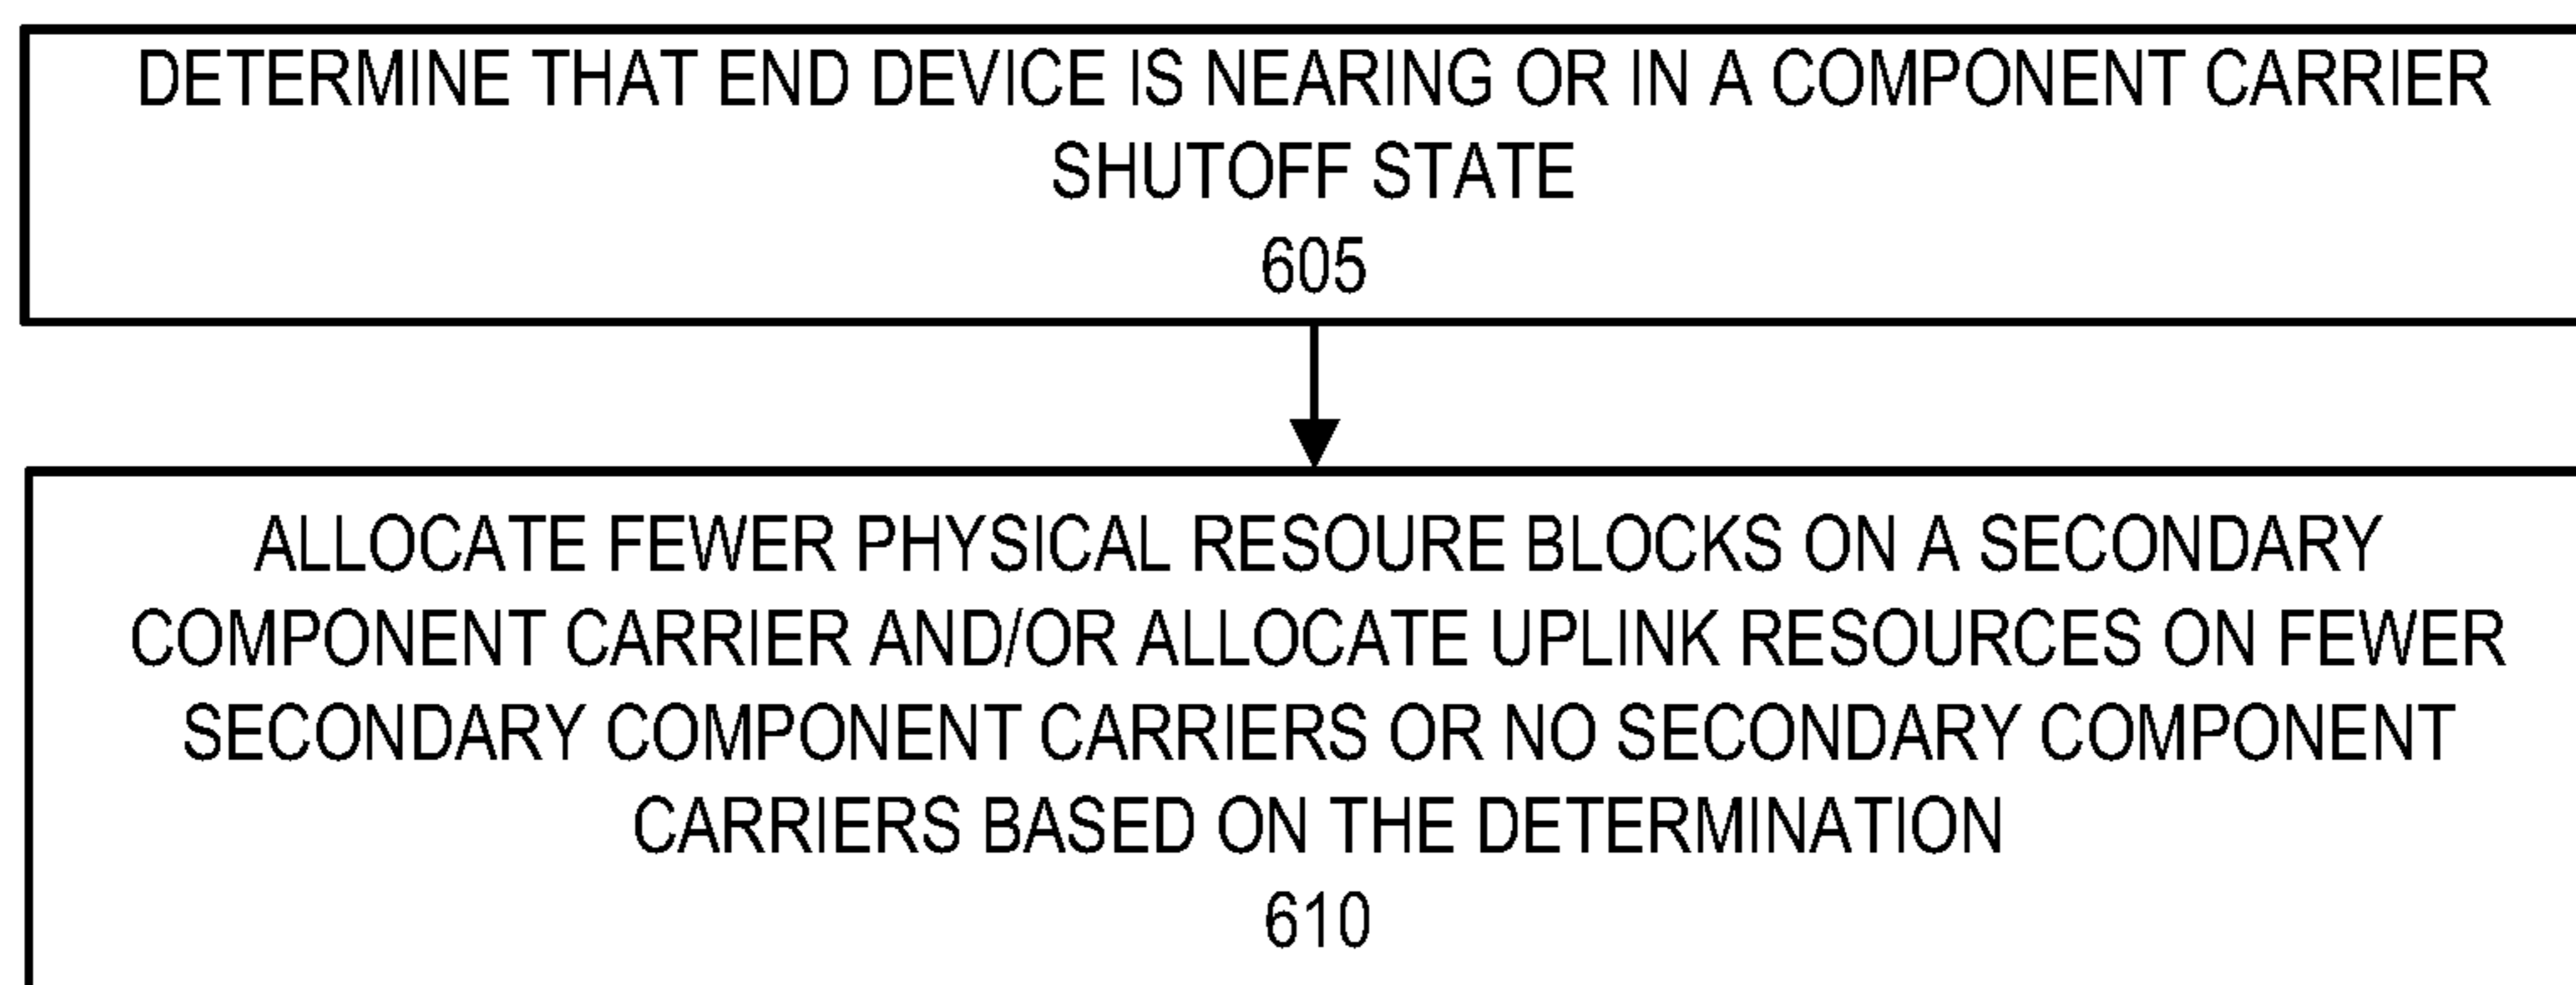 DETERMINE THAT END DEVICE IS NEARING OR IN A COMPONENT CARRIER
SHUTOFF STATE
605
ALLOCATE FEWER PHYSICAL RESOURE BLOCKS ON A SECONDARY
COMPONENT CARRIER AND/OR ALLOCATE UPLINK RESOURCES ON FEWER
SECONDARY COMPONENT CARRIERS OR NO SECONDARY COMPONENT
CARRIERS BASED ON THE DETERMINATION
610